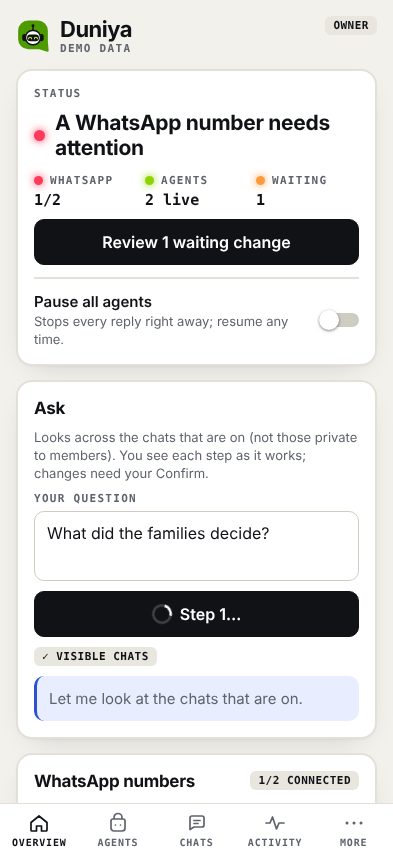 Duniya
DEMO DATA
OWNER
STATUS
A WhatsApp number needs
attention
WHATSAPP
1/2
AGENTS
2 live
WAITING
1
Review 1 waiting change
Pause all agents
Stops every reply right away; resume any
time.
Ask
Looks across the chats that are on (not those private
to members). You see each step as it works;
changes need your Confirm.
YOUR QUESTION
What did the families decide?
Step 1...
✓ VISIBLE CHATS
Let me look at the chats that are on.
WhatsApp numbers
1/2 CONNECTED
OVERVIEW
AGENTS
CHATS
ACTIVITY
MORE